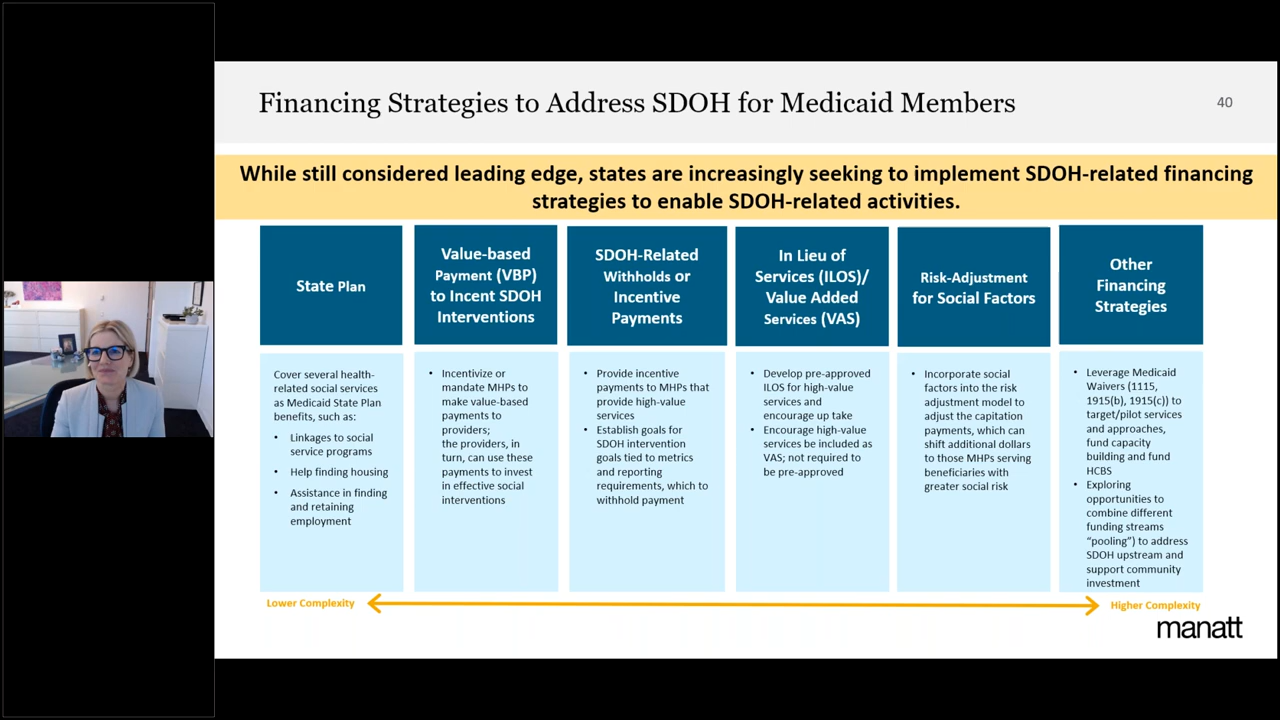 Financing Strategies to Address SDOH for Medicaid Members
40
While still considered leading edge, states are increasingly seeking to implement SDOH-related financing
strategies to enable SDOH-related activities.
State Plan
Cover several health-
related social services
as Medicaid State Plan
benefits, such as:
• Linkages to social
service programs
• Help finding housing
• Assistance in finding
and retaining
employment
Value-based
Payment (VBP)
to Incent SDOH
Interventions
• Incentivize or
mandate MHPs to
make value-based
payments to
providers;
the providers, in
turn, can use these
payments to invest
in effective social
interventions
SDOH-Related
Withholds or
Incentive
Payments
• Provide incentive
payments to MHPs that
provide high-value
services
• Establish goals for
SDOH intervention
goals tied to metrics
and reporting
requirements, which to
withhold payment
In Lieu of
Services (ILOS)/
Value Added
Services (VAS)
• Develop pre-approved
ILOS for high-value
services and
encourage up take
• Encourage high-value
services be included as
VAS; not required to
be pre-approved
Risk-Adjustment
for Social Factors
• Incorporate social
factors into the risk
adjustment model to
adjust the capitation
payments, which can
shift additional dollars
to those MHPs serving
beneficiaries with
greater social risk
Other
Financing
Strategies
• Leverage Medicaid
Waivers (1115,
1915(b), 1915(c)) to
target/pilot services
and approaches,
fund capacity
building and fund
HCBS
• Exploring
opportunities to
combine different
funding streams
“pooling”) to address
SDOH upstream and
support community
investment
Lower Complexity
Higher Complexity
manatt